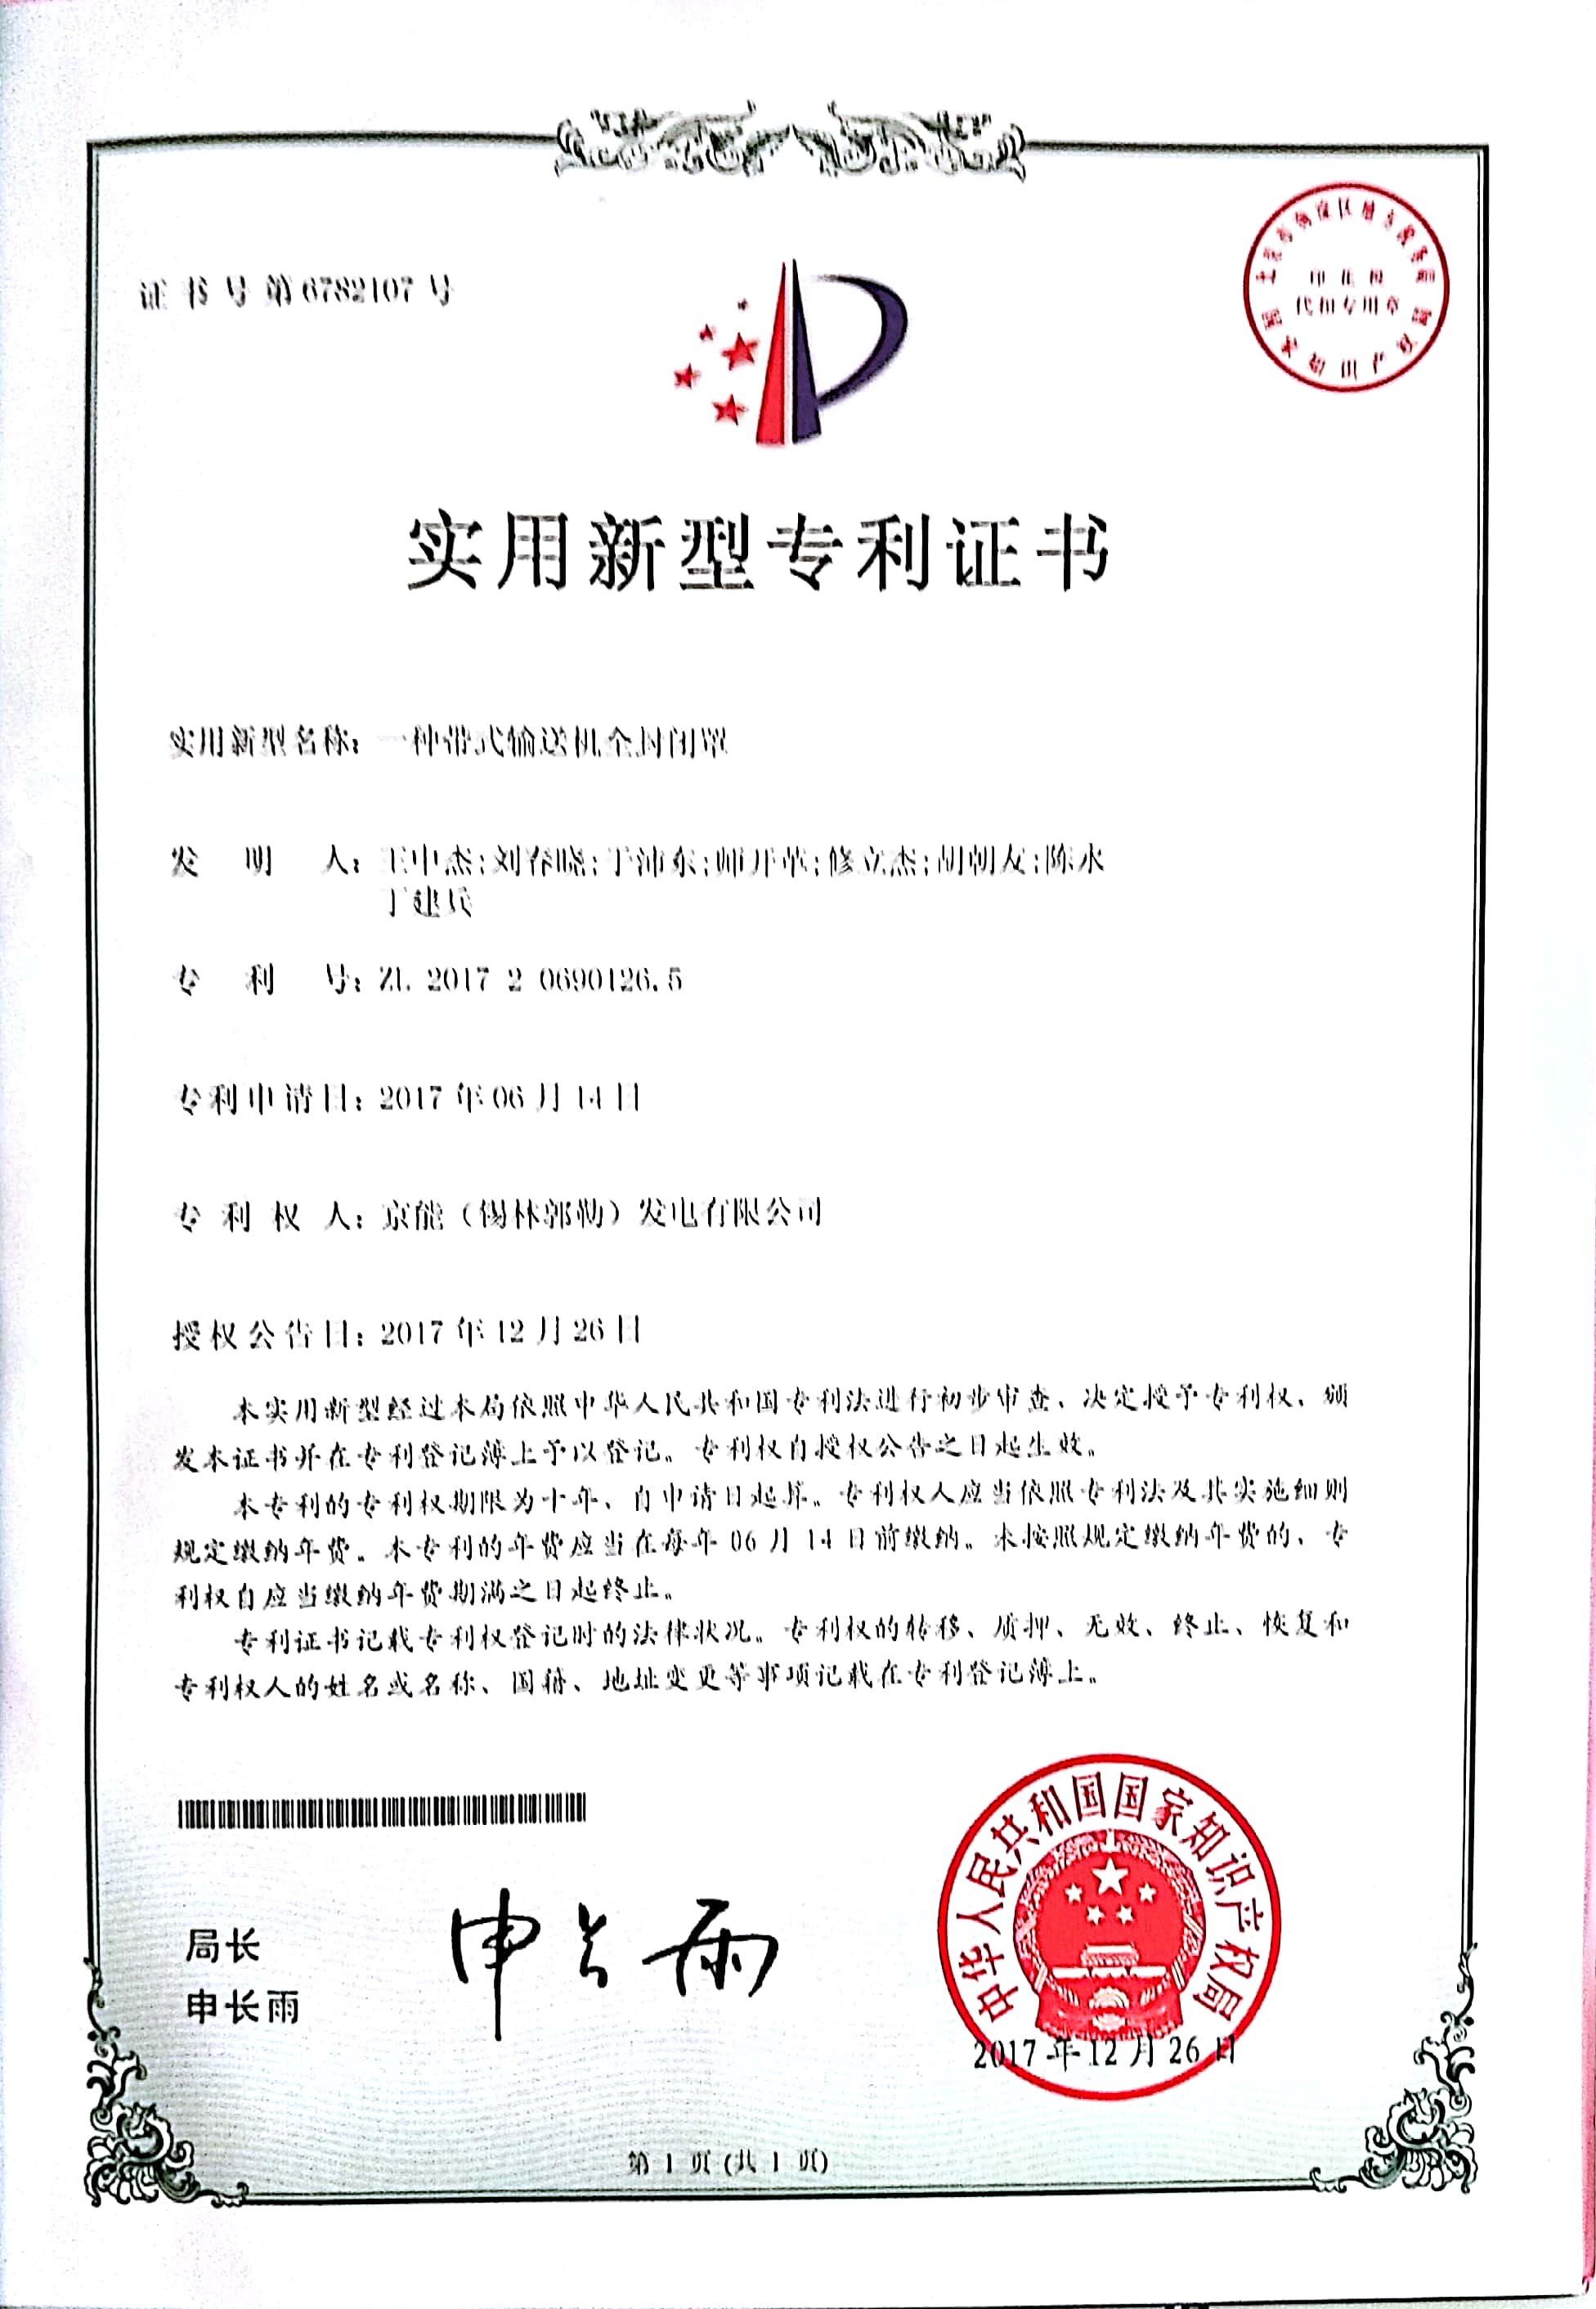 证书号第6782107号
印花税
代扣专用章
实用新型专利证书
实用新型名称：一种带式输送机全封闭罩
发明人：王中杰;刘春晓;于沛东;师开革;修立杰;胡朝友;陈永
丁建兵
专利号：ZL 2017 2 0690126.5
专利申请日：2017年06月14日
专利权人：京能（锡林郭勒）发电有限公司
授权公告日：2017年12月26日
本实用新型经过本局依照中华人民共和国专利法进行初步审查，决定授予专利权，颁
发本证书并在专利登记簿上予以登记。专利权自授权公告之日起生效。
本专利的专利权期限为十年，自申请日起算。专利权人应当依照专利法及其实施细则
规定缴纳年费。本专利的年费应当在每年06月14日前缴纳。未按照规定缴纳年费的，专
利权自应当缴纳年费期满之日起终止。
专利证书记载专利权登记时的法律状况。专利权的转移、质押、无效、终止、恢复和
专利权人的姓名或名称、国籍、地址变更等事项记载在专利登记簿上。
局长
申长雨
申长雨
中华人民共和国国家知识产权局
2017年12月26日
第1页(共1页)